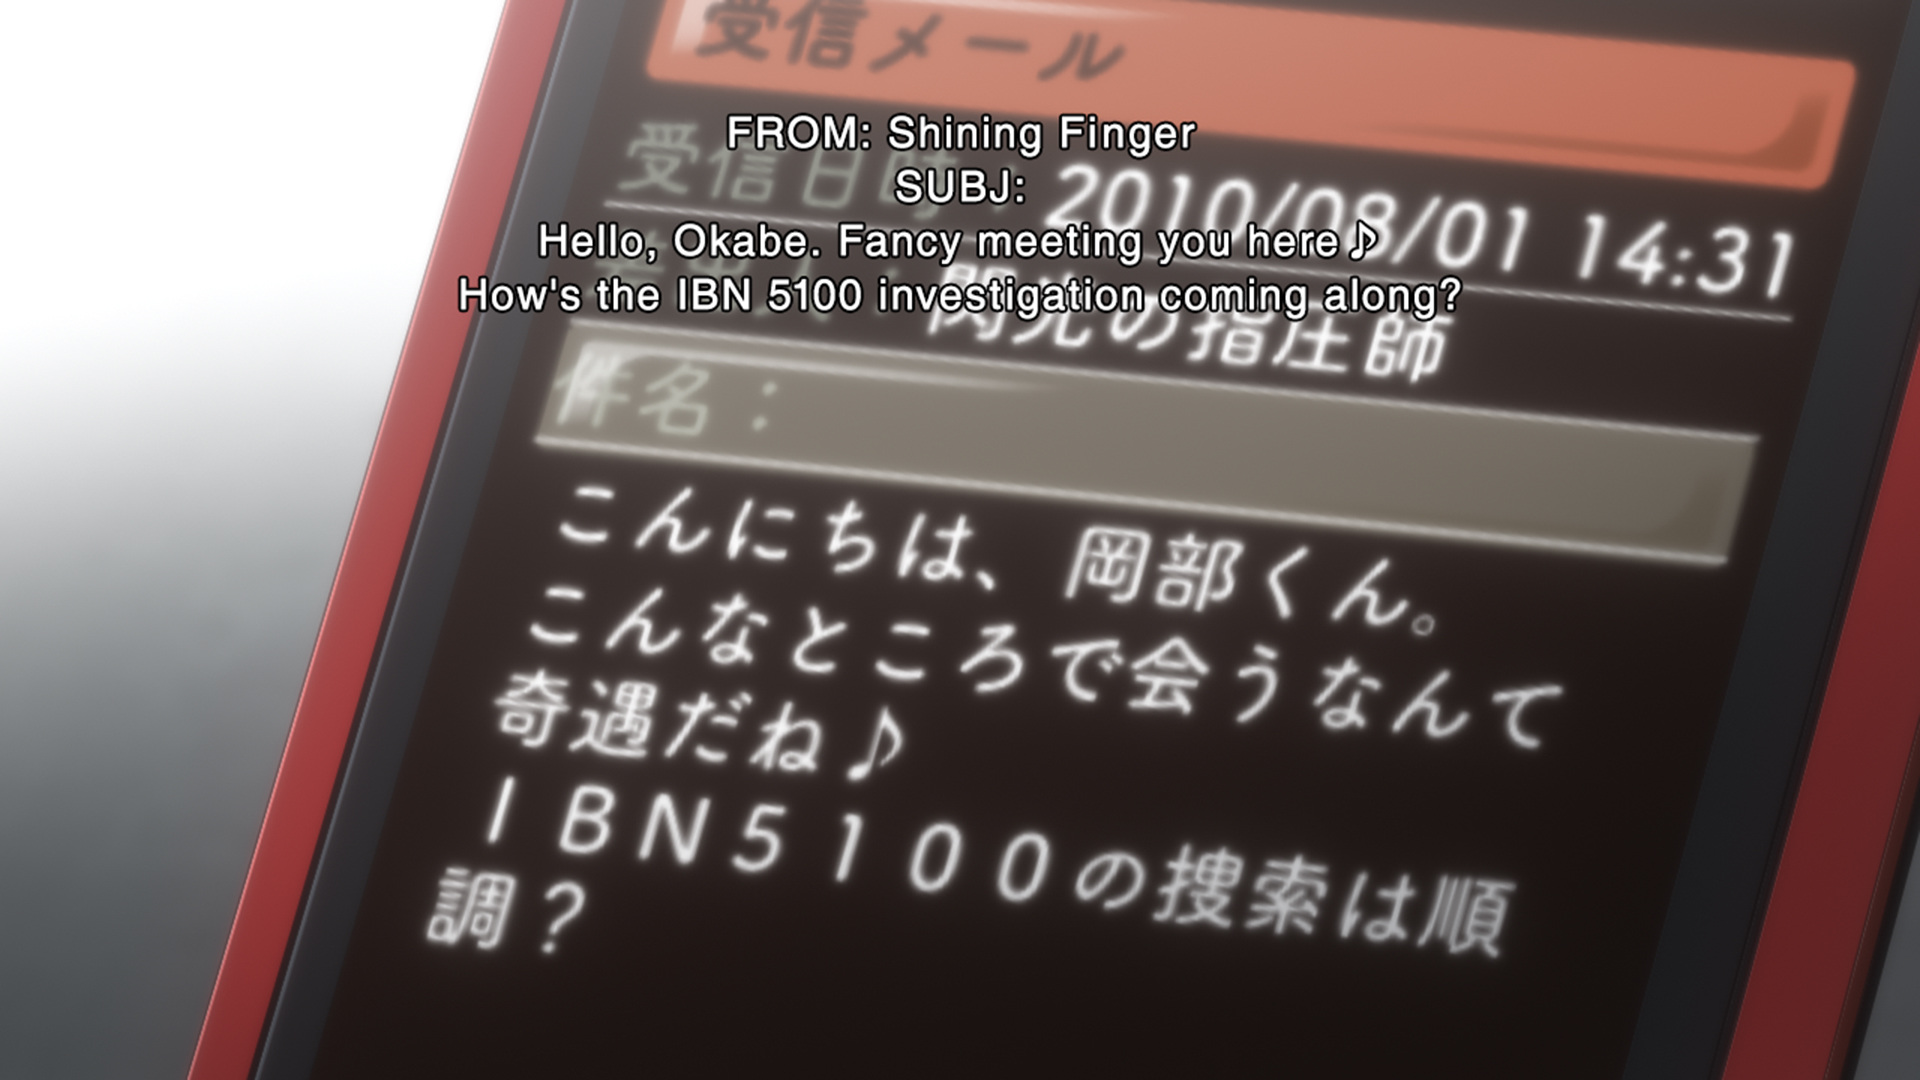 受信メール
FROM: Shining Finger
受信日時： 2010/08/01 14:31
SUBJ:
Hello, Okabe. Fancy meeting you here♪
How's the IBN 5100 investigation coming along?
閃光の指圧師
件名：
こんにちは、岡部くん。
こんなところで会うなんて
奇遇だね♪
ＩＢＮ５１００の捜索は順
調？